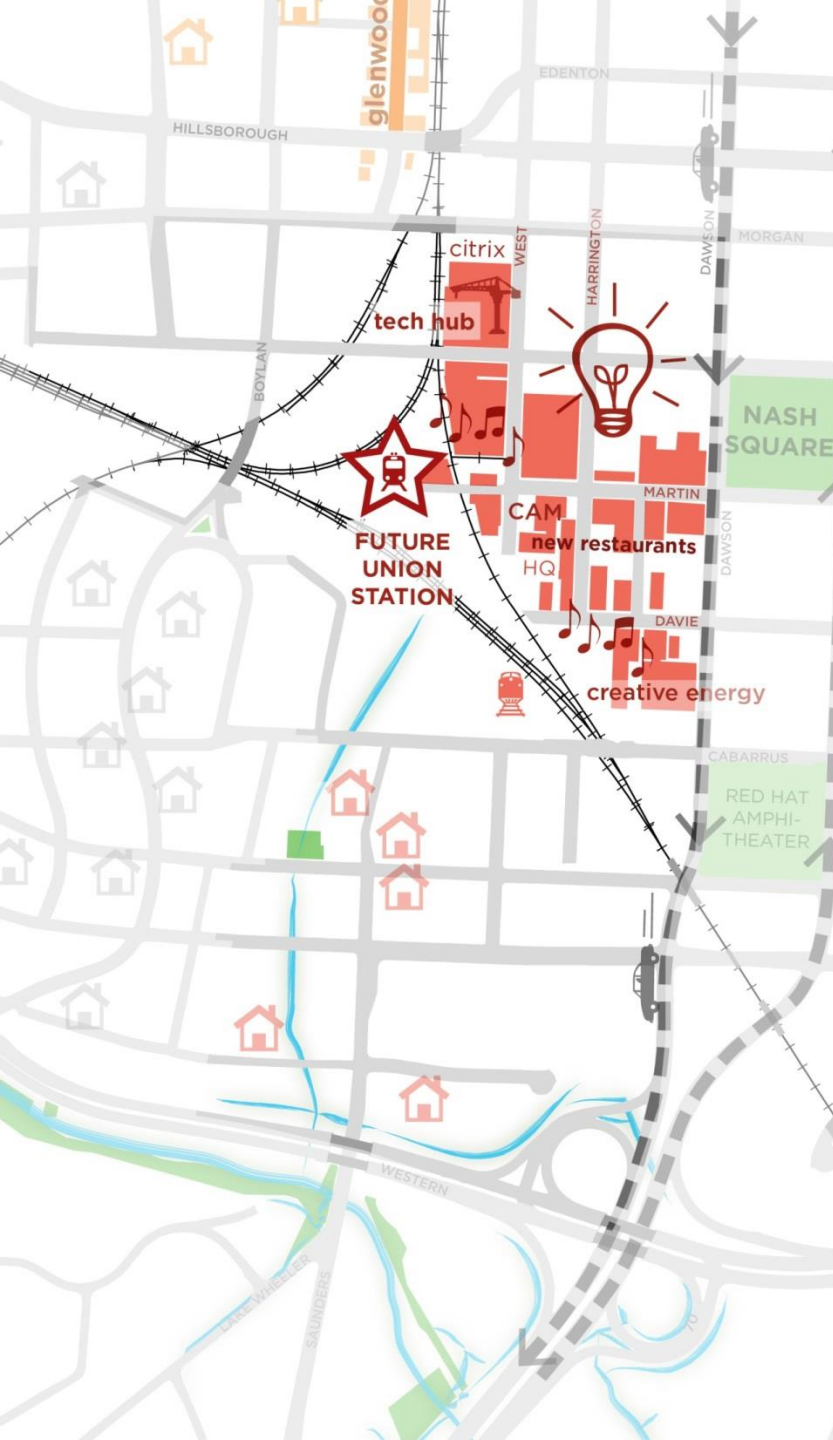 glenwood
EDENTON
HILLSBOROUGH
MORGAN
DAWSON
WEST
HARRINGTON
citrix
tech hub
BOYLAN
NASH
SQUARE
MARTIN
CAM
new restaurants
HQ
DAWSON
FUTURE
UNION
STATION
DAVIE
creative energy
CABARRUS
RED HAT
AMPHI-
THEATER
WESTERN
LAKE WHEELER
SAUNDERS
70